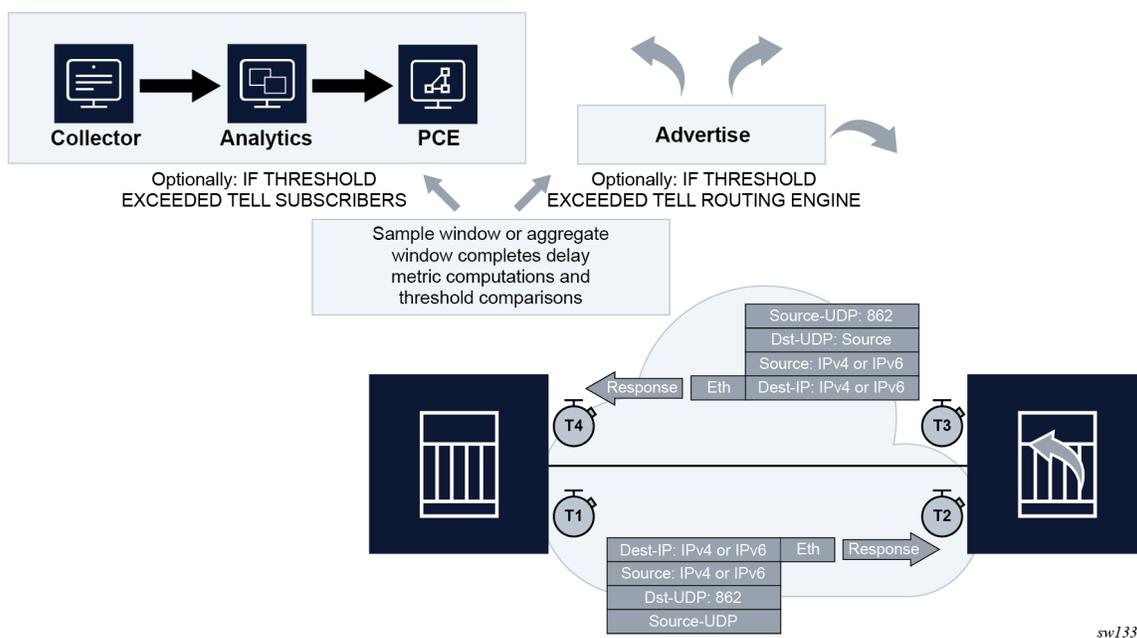 Collector
Analytics
PCE
Advertise
Optionally: IF THRESHOLD
EXCEEDED TELL SUBSCRIBERS
Optionally: IF THRESHOLD
EXCEEDED TELL ROUTING ENGINE
Sample window or aggregate
window completes delay
metric computations and
threshold comparisons
Source-UDP: 862
Dst-UDP: Source
Source: IPv4 or IPv6
Response
Eth
Dest-IP: IPv4 or IPv6
T4
T3
T1
T2
Dest-IP: IPv4 or IPv6
Eth
Response
Source: IPv4 or IPv6
Dst-UDP: 862
Source-UDP
sw133